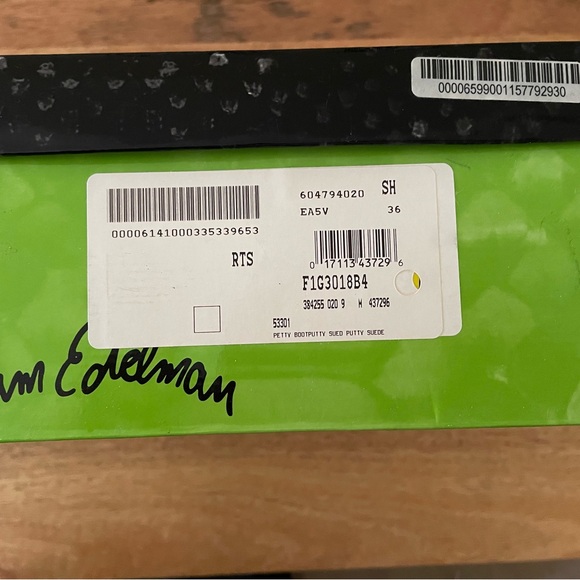 00006599001157792930
604794020 SH
EA5V 36
00006141000335339653
RTS
0 17113 43729 6
F1G3018B4
384255 020 9 M 437296
53301
PETTY BOOTPUTTY SUED PUTTY SUEDE
am Edelman